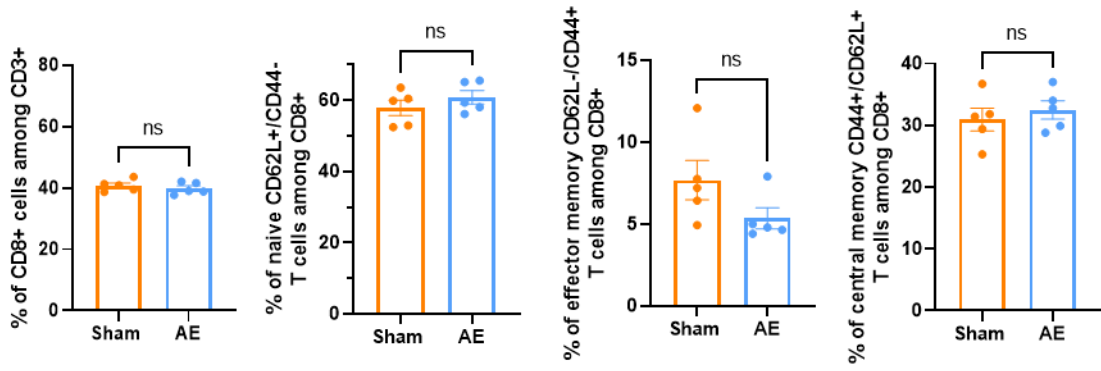 % of CD8+ cells among CD3+
80
60
40
20
0
ns
Sham
AE
% of naive CD62L+/CD44-
T cells among CD8+
60
40
20
0
ns
Sham
AE
% of effector memory CD62L-/CD44+
T cells among CD8+
15
10
5
0
ns
Sham
AE
% of central memory CD44+/CD62L+
T cells among CD8+
40
30
20
10
0
ns
Sham
AE